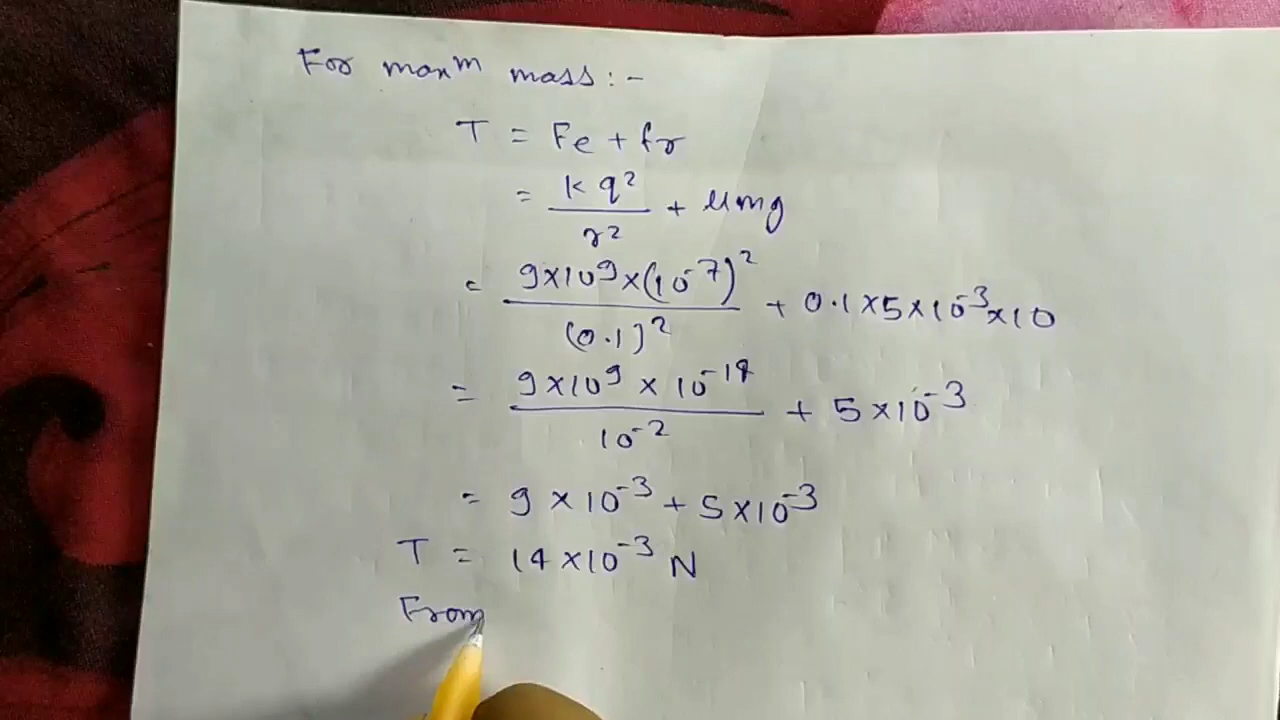 For maxᵐ mass:-
T = Fe + fr
= kq²/r² + μmg
= 9×10⁹×(10⁻⁷)²/(0.1)² + 0.1×5×10⁻³×10
= 9×10⁹×10⁻¹⁴/10⁻² + 5×10⁻³
= 9×10⁻³ + 5×10⁻³
T = 14×10⁻³ N
From